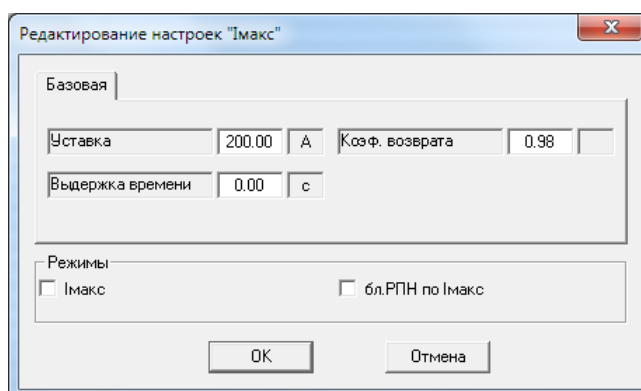 Редактирование настроек "Iмакс"
Базовая
Уставка 200.00 А Коэф. возврата 0.98
Выдержка времени 0.00 с
Режимы
Iмакс бл.РПН по Iмакс
OK Отмена